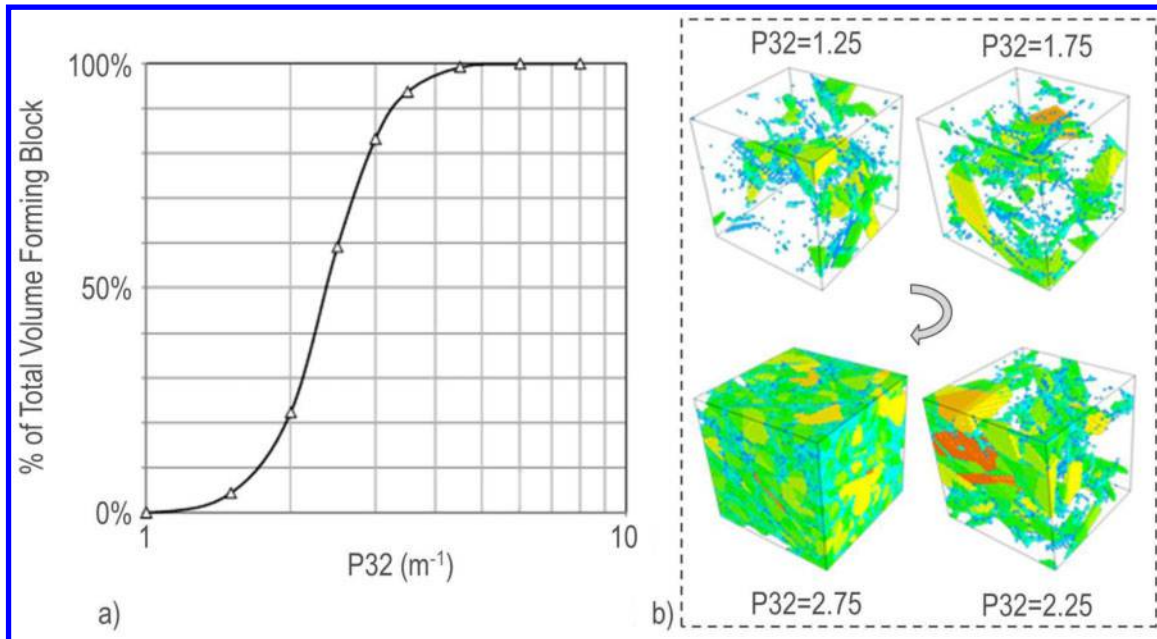 % of Total Volume Forming Block
100%
50%
0%
1
10
P32 (m⁻¹)
a)
P32=1.25
P32=1.75
P32=2.75
P32=2.25
b)